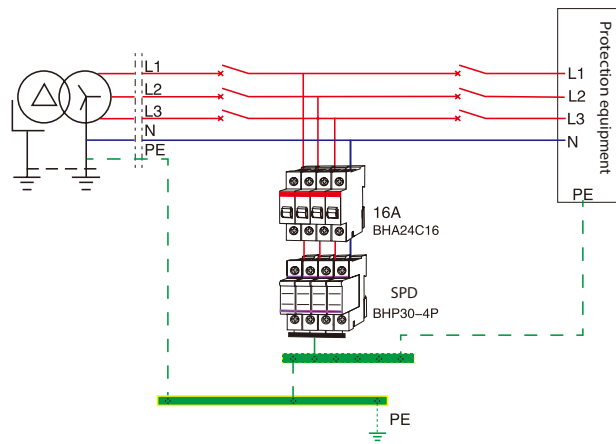 L1
L2
L3
N
PE
Protection equipment
L1
L2
L3
N
PE
16A
BHA24C16
SPD
BHP30-4P
PE